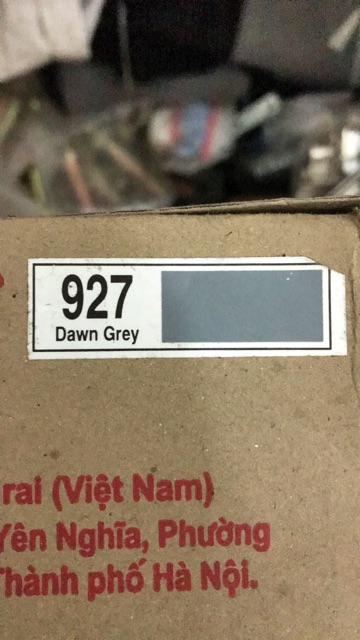 927
Dawn Grey
rai (Việt Nam)
Yên Nghĩa, Phường
Thành phố Hà Nội.